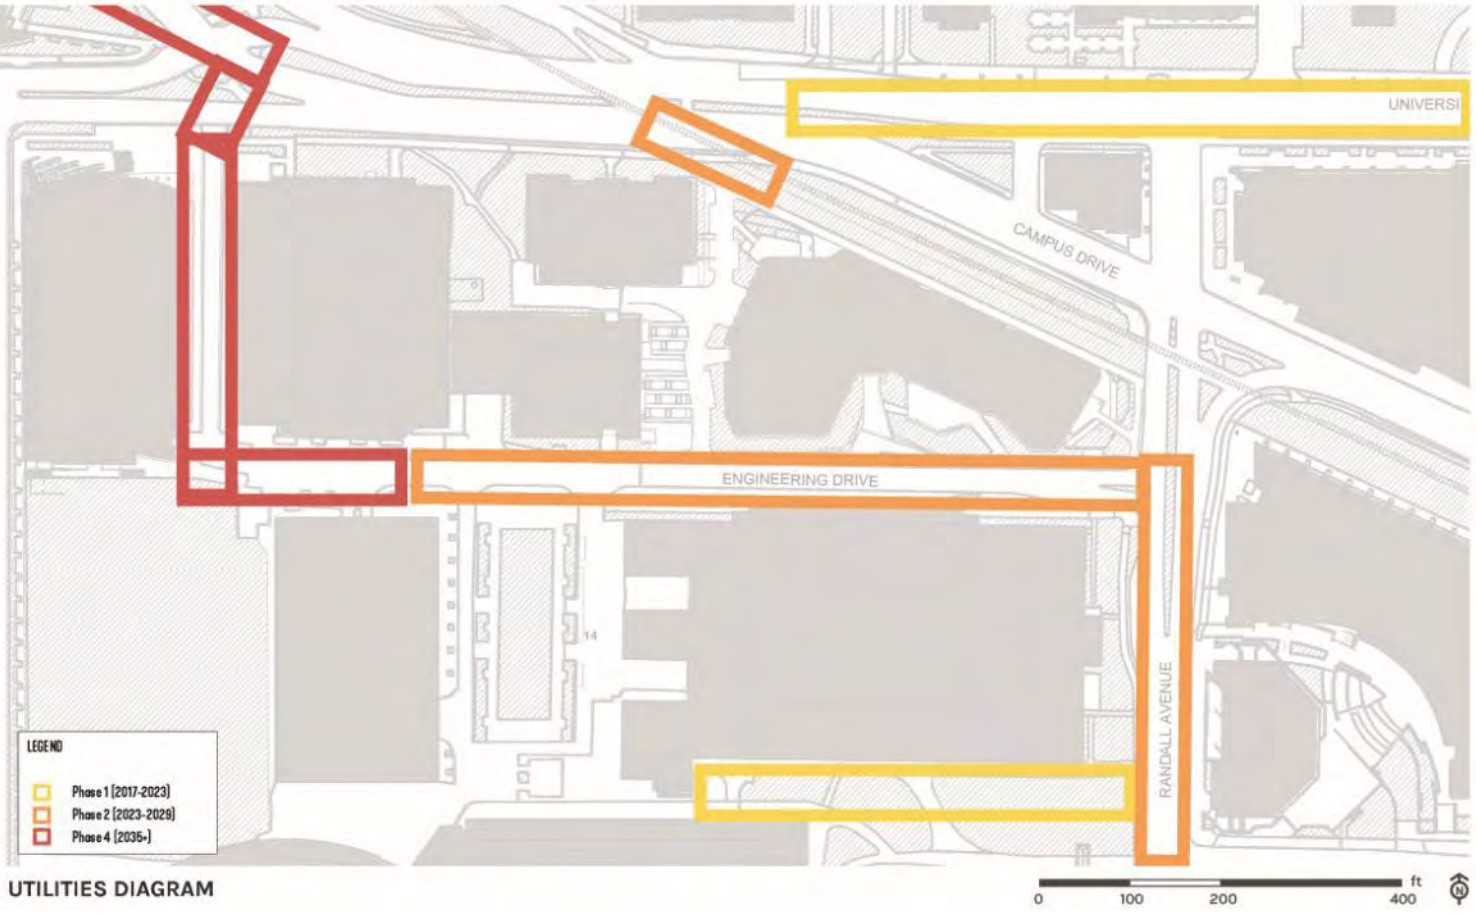 UNIVERSI
CAMPUS DRIVE
ENGINEERING DRIVE
14
RANDALL AVENUE
LEGEND
Phase 1 (2017-2023)
Phase 2 (2023-2029)
Phase 4 (2035+)
UTILITIES DIAGRAM
0 100 200 400 ft
N